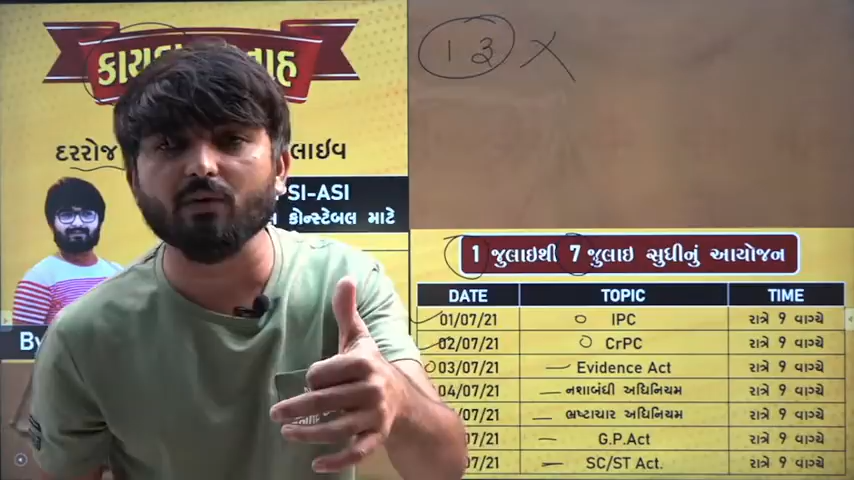 13 X
દરરોજ
લાઈવ
SI-ASI
કોન્સ્ટેબલ માટે
By
1 જુલાઇથી 7 જુલાઇ સુધીનું આયોજન
DATE TOPIC TIME
01/07/21 IPC રાત્રે 9 વાગ્યે
02/07/21 CrPC રાત્રે 9 વાગ્યે
03/07/21 Evidence Act રાત્રે 9 વાગ્યે
04/07/21 નશાબંધી અધિનિયમ રાત્રે 9 વાગ્યે
07/21 ભ્રષ્ટાચાર અધિનિયમ રાત્રે 9 વાગ્યે
07/21 G.P.Act રાત્રે 9 વાગ્યે
07/21 SC/ST Act. રાત્રે 9 વાગ્યે